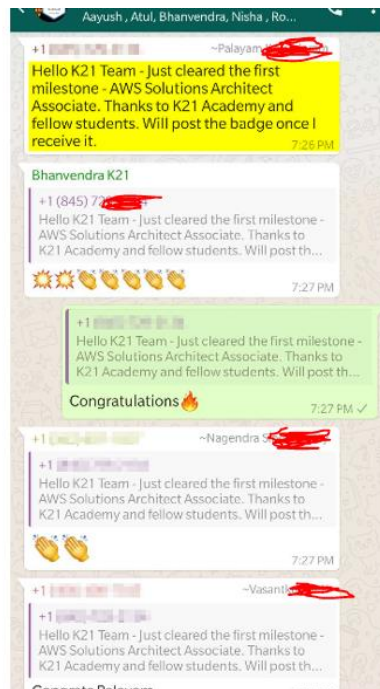 Aayush , Atul, Bhanvendra, Nisha , Ro...
+1
~Palayam
Hello K21 Team - Just cleared the first
milestone - AWS Solutions Architect
Associate. Thanks to K21 Academy and
fellow students. Will post the badge once I
receive it.
7:26 PM
Bhanvendra K21
+1 (845) 72
Hello K21 Team - Just cleared the first milestone -
AWS Solutions Architect Associate. Thanks to
K21 Academy and fellow students. Will post th...
💥💥👏👏👏👏👏
7:27 PM
+1
Hello K21 Team - Just cleared the first milestone -
AWS Solutions Architect Associate. Thanks to
K21 Academy and fellow students. Will post th...
Congratulations🔥
7:27 PM ✓
+1
~Nagendra S
+1
Hello K21 Team - Just cleared the first milestone -
AWS Solutions Architect Associate. Thanks to
K21 Academy and fellow students. Will post th...
👏👏
7:27 PM
+1
~Vasanth
+1
Hello K21 Team - Just cleared the first milestone -
AWS Solutions Architect Associate. Thanks to
K21 Academy and fellow students. Will post th...
Congrats Palayam